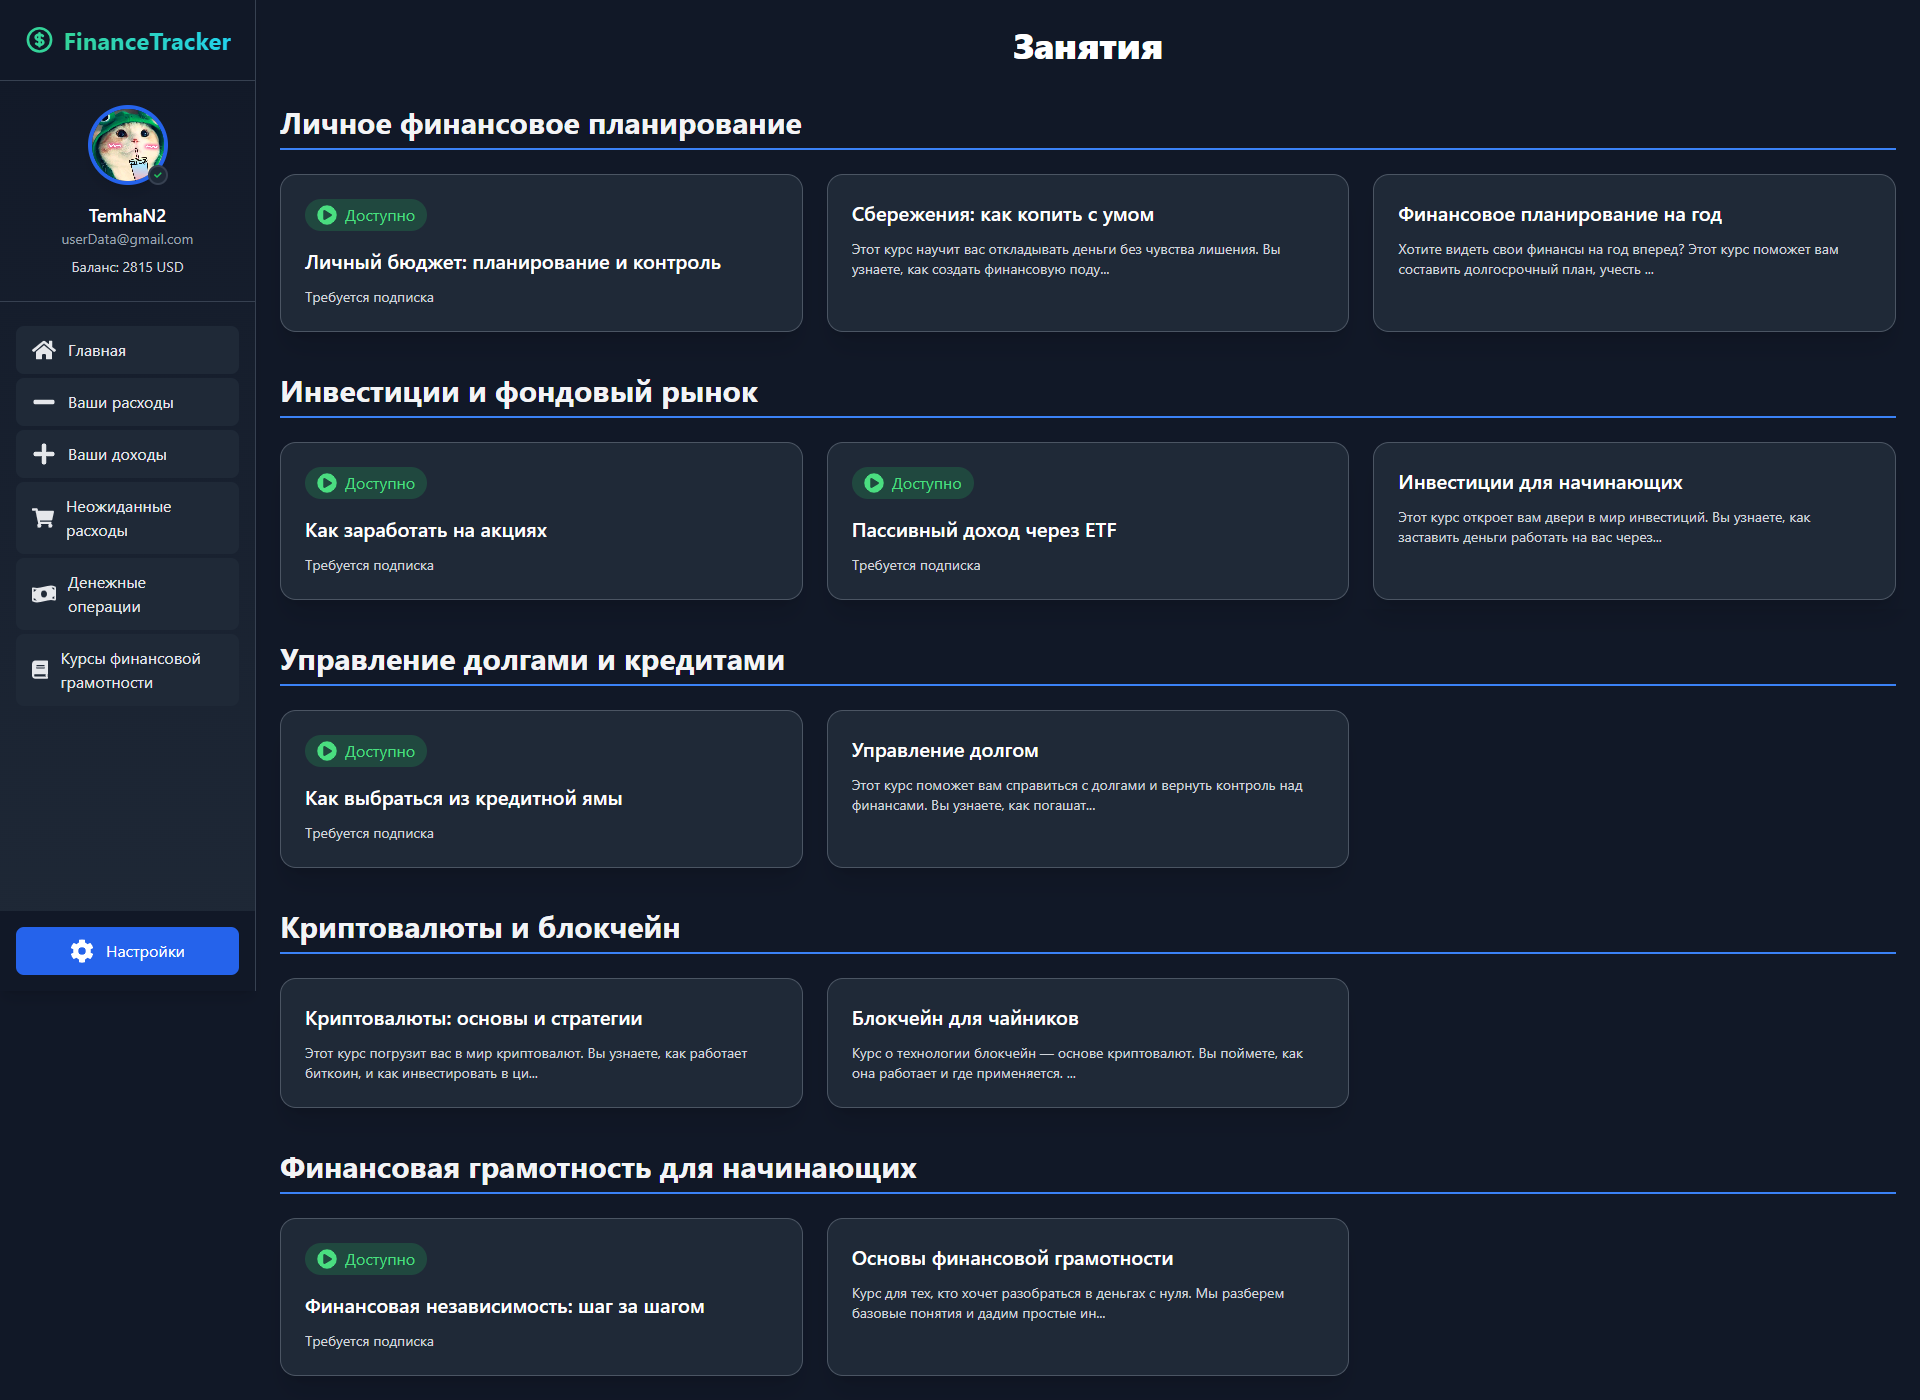 FinanceTracker
TemhaN2
userData@gmail.com
Баланс: 2815 USD
Главная
Ваши расходы
Ваши доходы
Неожиданные
расходы
Денежные
операции
Курсы финансовой
грамотности
Настройки
Занятия
Личное финансовое планирование
Доступно
Личный бюджет: планирование и контроль
Требуется подписка
Сбережения: как копить с умом
Этот курс научит вас откладывать деньги без чувства лишения. Вы
узнаете, как создать финансовую поду...
Финансовое планирование на год
Хотите видеть свои финансы на год вперед? Этот курс поможет вам
составить долгосрочный план, учесть ...
Инвестиции и фондовый рынок
Доступно
Как заработать на акциях
Требуется подписка
Доступно
Пассивный доход через ETF
Требуется подписка
Инвестиции для начинающих
Этот курс откроет вам двери в мир инвестиций. Вы узнаете, как
заставить деньги работать на вас через...
Управление долгами и кредитами
Доступно
Как выбраться из кредитной ямы
Требуется подписка
Управление долгом
Этот курс поможет вам справиться с долгами и вернуть контроль над
финансами. Вы узнаете, как погашат...
Криптовалюты и блокчейн
Криптовалюты: основы и стратегии
Этот курс погрузит вас в мир криптовалют. Вы узнаете, как работает
биткоин, и как инвестировать в ци...
Блокчейн для чайников
Курс о технологии блокчейн — основе криптовалют. Вы поймете, как
она работает и где применяется. ...
Финансовая грамотность для начинающих
Доступно
Финансовая независимость: шаг за шагом
Требуется подписка
Основы финансовой грамотности
Курс для тех, кто хочет разобраться в деньгах с нуля. Мы разберем
базовые понятия и дадим простые ин...